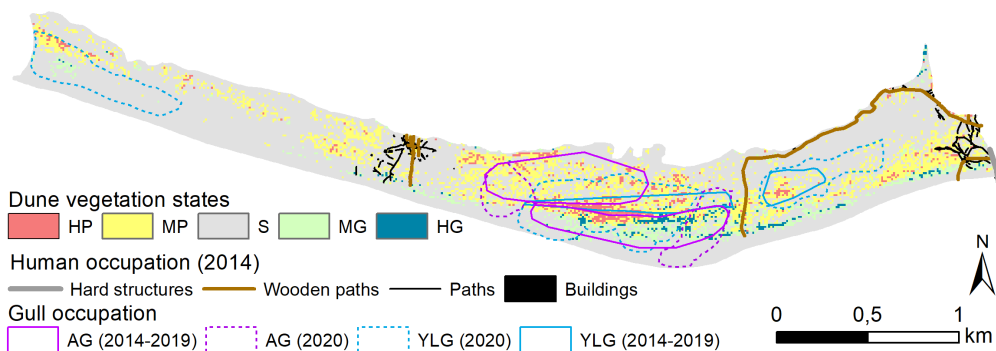 Dune vegetation states
HP MP S MG HG
Human occupation (2014)
Hard structures Wooden paths Paths Buildings
Gull occupation
AG (2014-2019) AG (2020) YLG (2020) YLG (2014-2019)
N
0 0,5 1
km